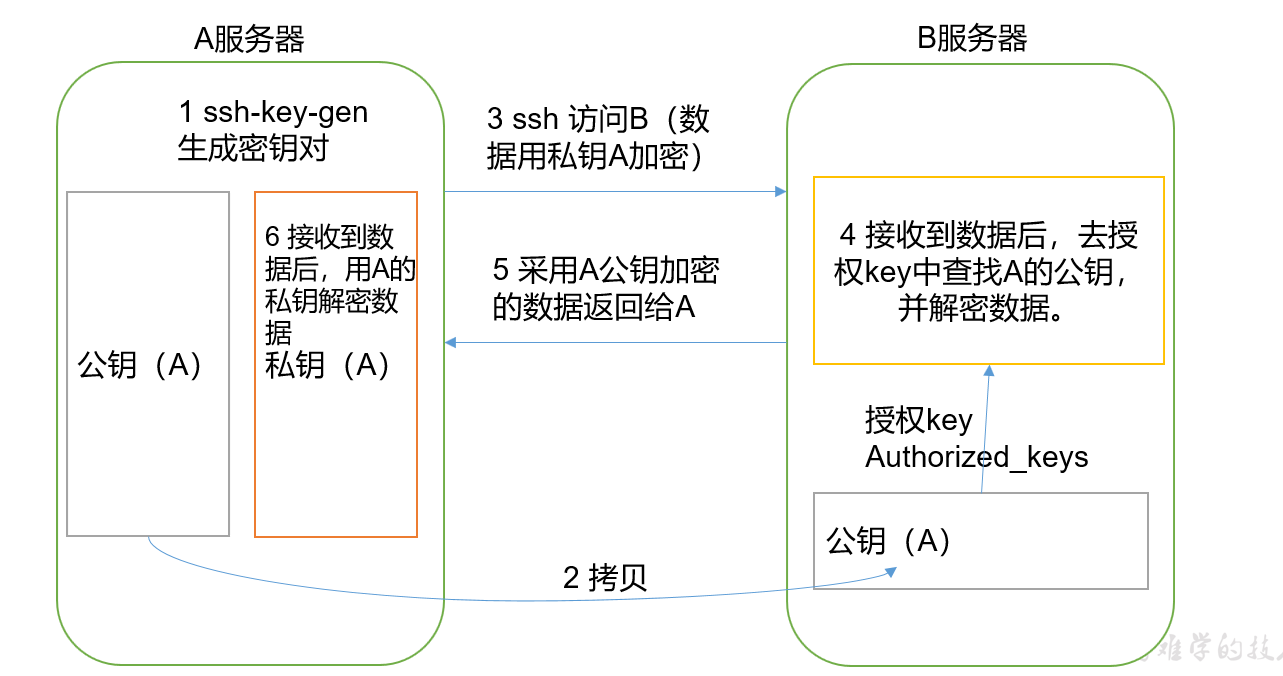 A服务器
B服务器
1 ssh-key-gen
生成密钥对
3 ssh 访问B（数
据用私钥A加密）
6 接收到数
据后，用A的
私钥解密数
据
私钥（A）
公钥（A）
5 采用A公钥加密
的数据返回给A
4 接收到数据后，去授
权key中查找A的公钥，
并解密数据。
授权key
Authorized_keys
公钥（A）
2 拷贝
难学的技